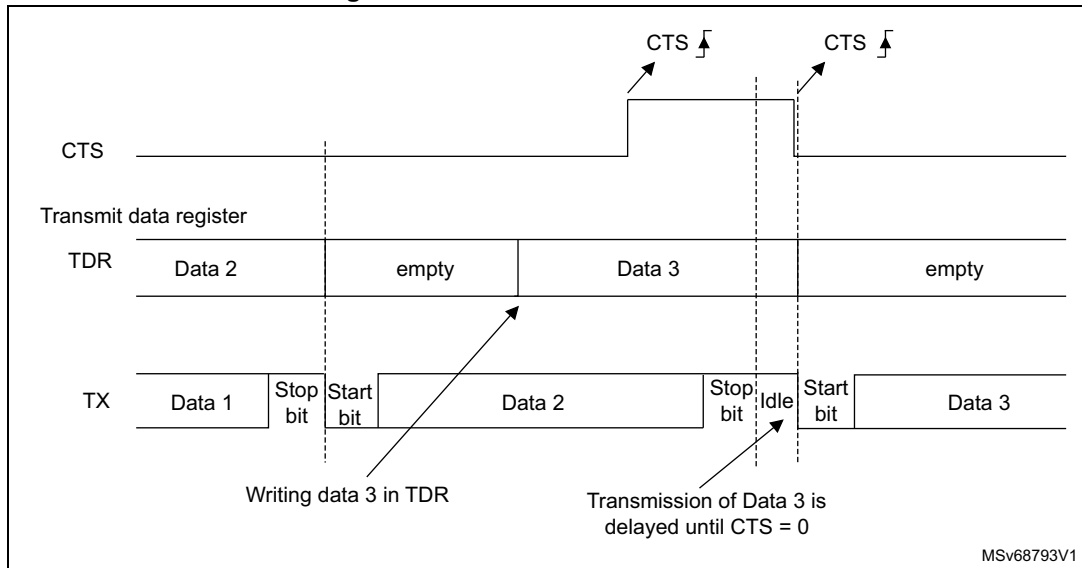 CTS CTS
CTS
Transmit data register
TDR Data 2 empty Data 3 empty
TX Data 1 Stop bit Start bit Data 2 Stop bit Idle Start bit Data 3
Writing data 3 in TDR
Transmission of Data 3 is
delayed until CTS = 0
MSv68793V1